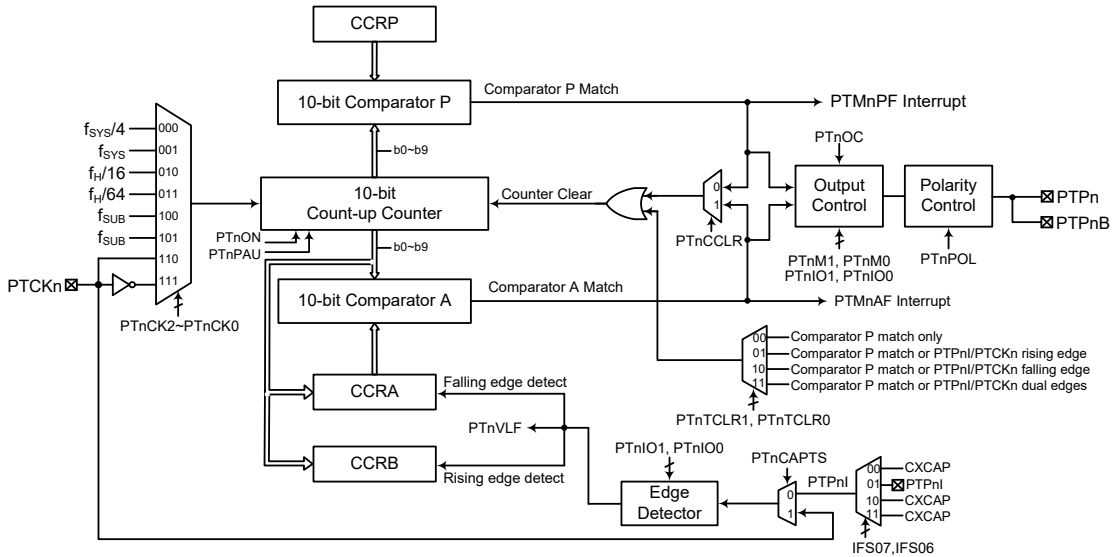 CCRP
10-bit Comparator P
Comparator P Match
PTMnPF Interrupt
b0~b9
fSYS/4
000
fSYS
001
fH/16
010
fH/64
011
fSUB
100
fSUB
101
110
111
PTCKn
PTnCK2~PTnCK0
10-bit
Count-up Counter
PTnON
PTnPAU
Counter Clear
0
1
PTnCCLR
PTnOC
Output
Control
PTnM1, PTnM0
PTnIO1, PTnIO0
Polarity
Control
PTnPOL
PTPn
PTPnB
b0~b9
10-bit Comparator A
Comparator A Match
PTMnAF Interrupt
00
Comparator P match only
01
Comparator P match or PTPnI/PTCKn rising edge
10
Comparator P match or PTPnI/PTCKn falling edge
11
Comparator P match or PTPnI/PTCKn dual edges
PTnTCLR1, PTnTCLR0
CCRA
Falling edge detect
PTnVLF
CCRB
Rising edge detect
PTnIO1, PTnIO0
Edge
Detector
PTnCAPTS
0
1
PTPnI
00
CXCAP
01
PTPnI
10
CXCAP
11
CXCAP
IFS07,IFS06